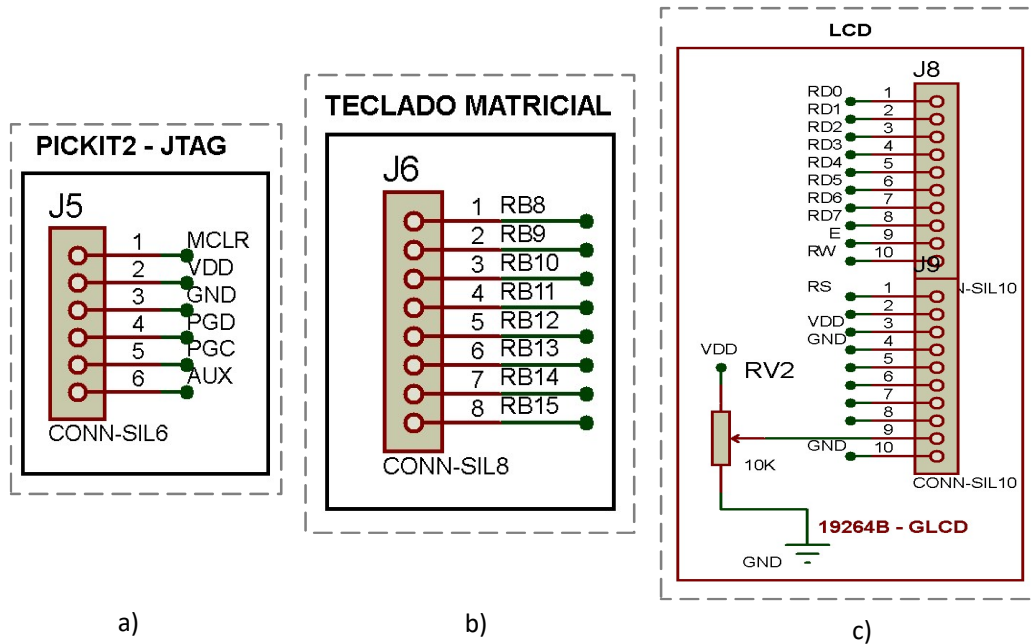 PICKIT2 - JTAG
J5
1 MCLR
2 VDD
3 GND
4 PGD
5 PGC
6 AUX
CONN-SIL6
a)
TECLADO MATRICIAL
J6
1 RB8
2 RB9
3 RB10
4 RB11
5 RB12
6 RB13
7 RB14
8 RB15
CONN-SIL8
b)
LCD
J8
RD0 1
RD1 2
RD2 3
RD3 4
RD4 5
RD5 6
RD6 7
RD7 8
E 9
RW 10
J9
N-SIL10
RS 1
2
VDD 3
GND 4
5
6
7
8
9
GND 10
CONN-SIL10
VDD
RV2
10K
19264B - GLCD
GND
c)